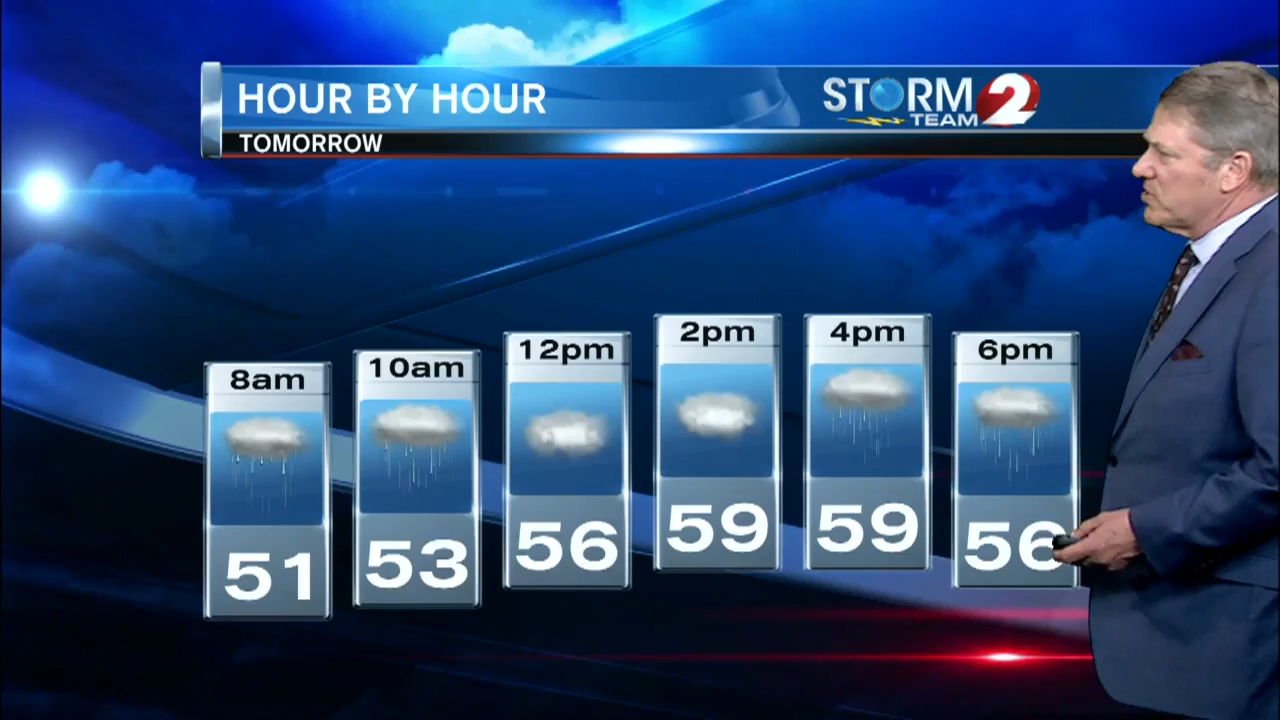 HOUR BY HOUR
TOMORROW
STORM
TEAM 2
8am
10am
12pm
2pm
4pm
6pm
51
53
56
59
59
56